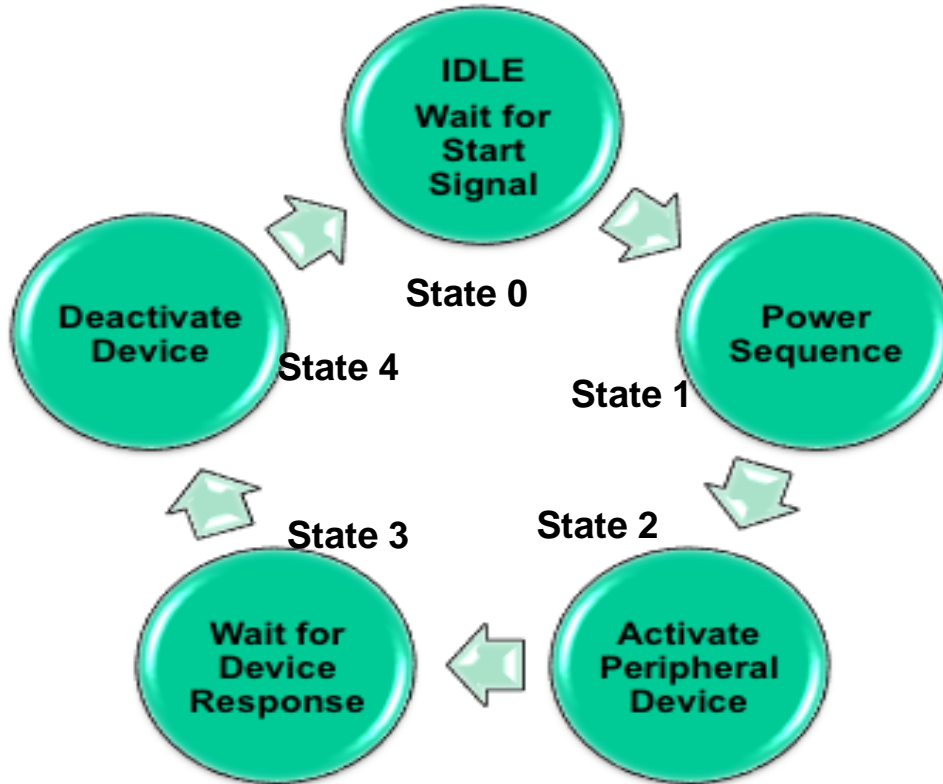 IDLE
Wait for
Start
Signal
State 0
Power
Sequence
State 1
Activate
Peripheral
Device
State 2
Wait for
Device
Response
State 3
Deactivate
Device
State 4